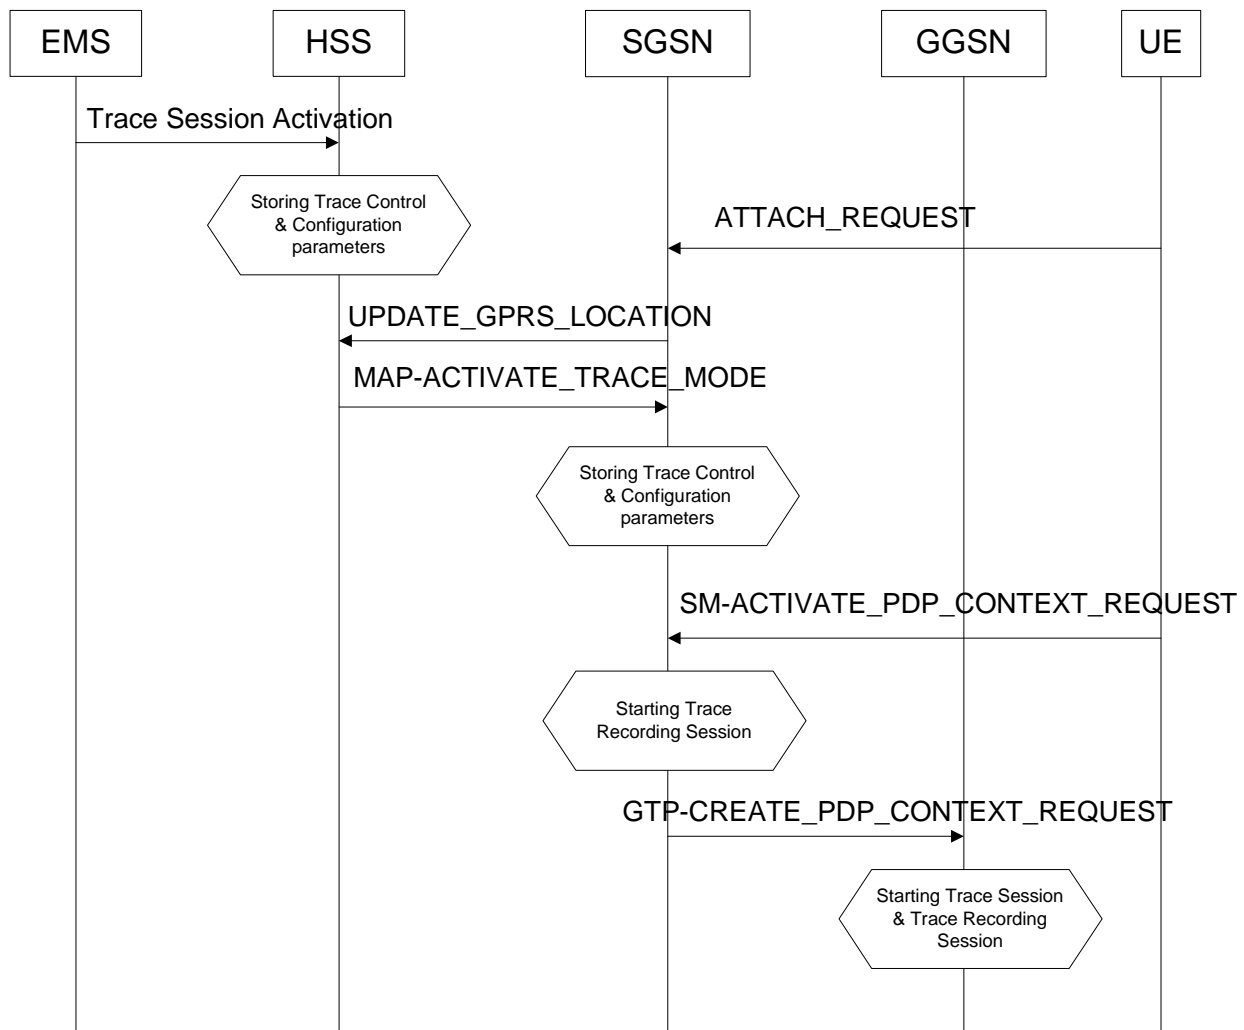 EMS
HSS
SGSN
GGSN
UE
Trace Session Activation
Storing Trace Control
& Configuration
parameters
ATTACH_REQUEST
UPDATE_GPRS_LOCATION
MAP-ACTIVATE_TRACE_MODE
Storing Trace Control
& Configuration
parameters
SM-ACTIVATE_PDP_CONTEXT_REQUEST
Starting Trace
Recording Session
GTP-CREATE_PDP_CONTEXT_REQUEST
Starting Trace Session
& Trace Recording
Session